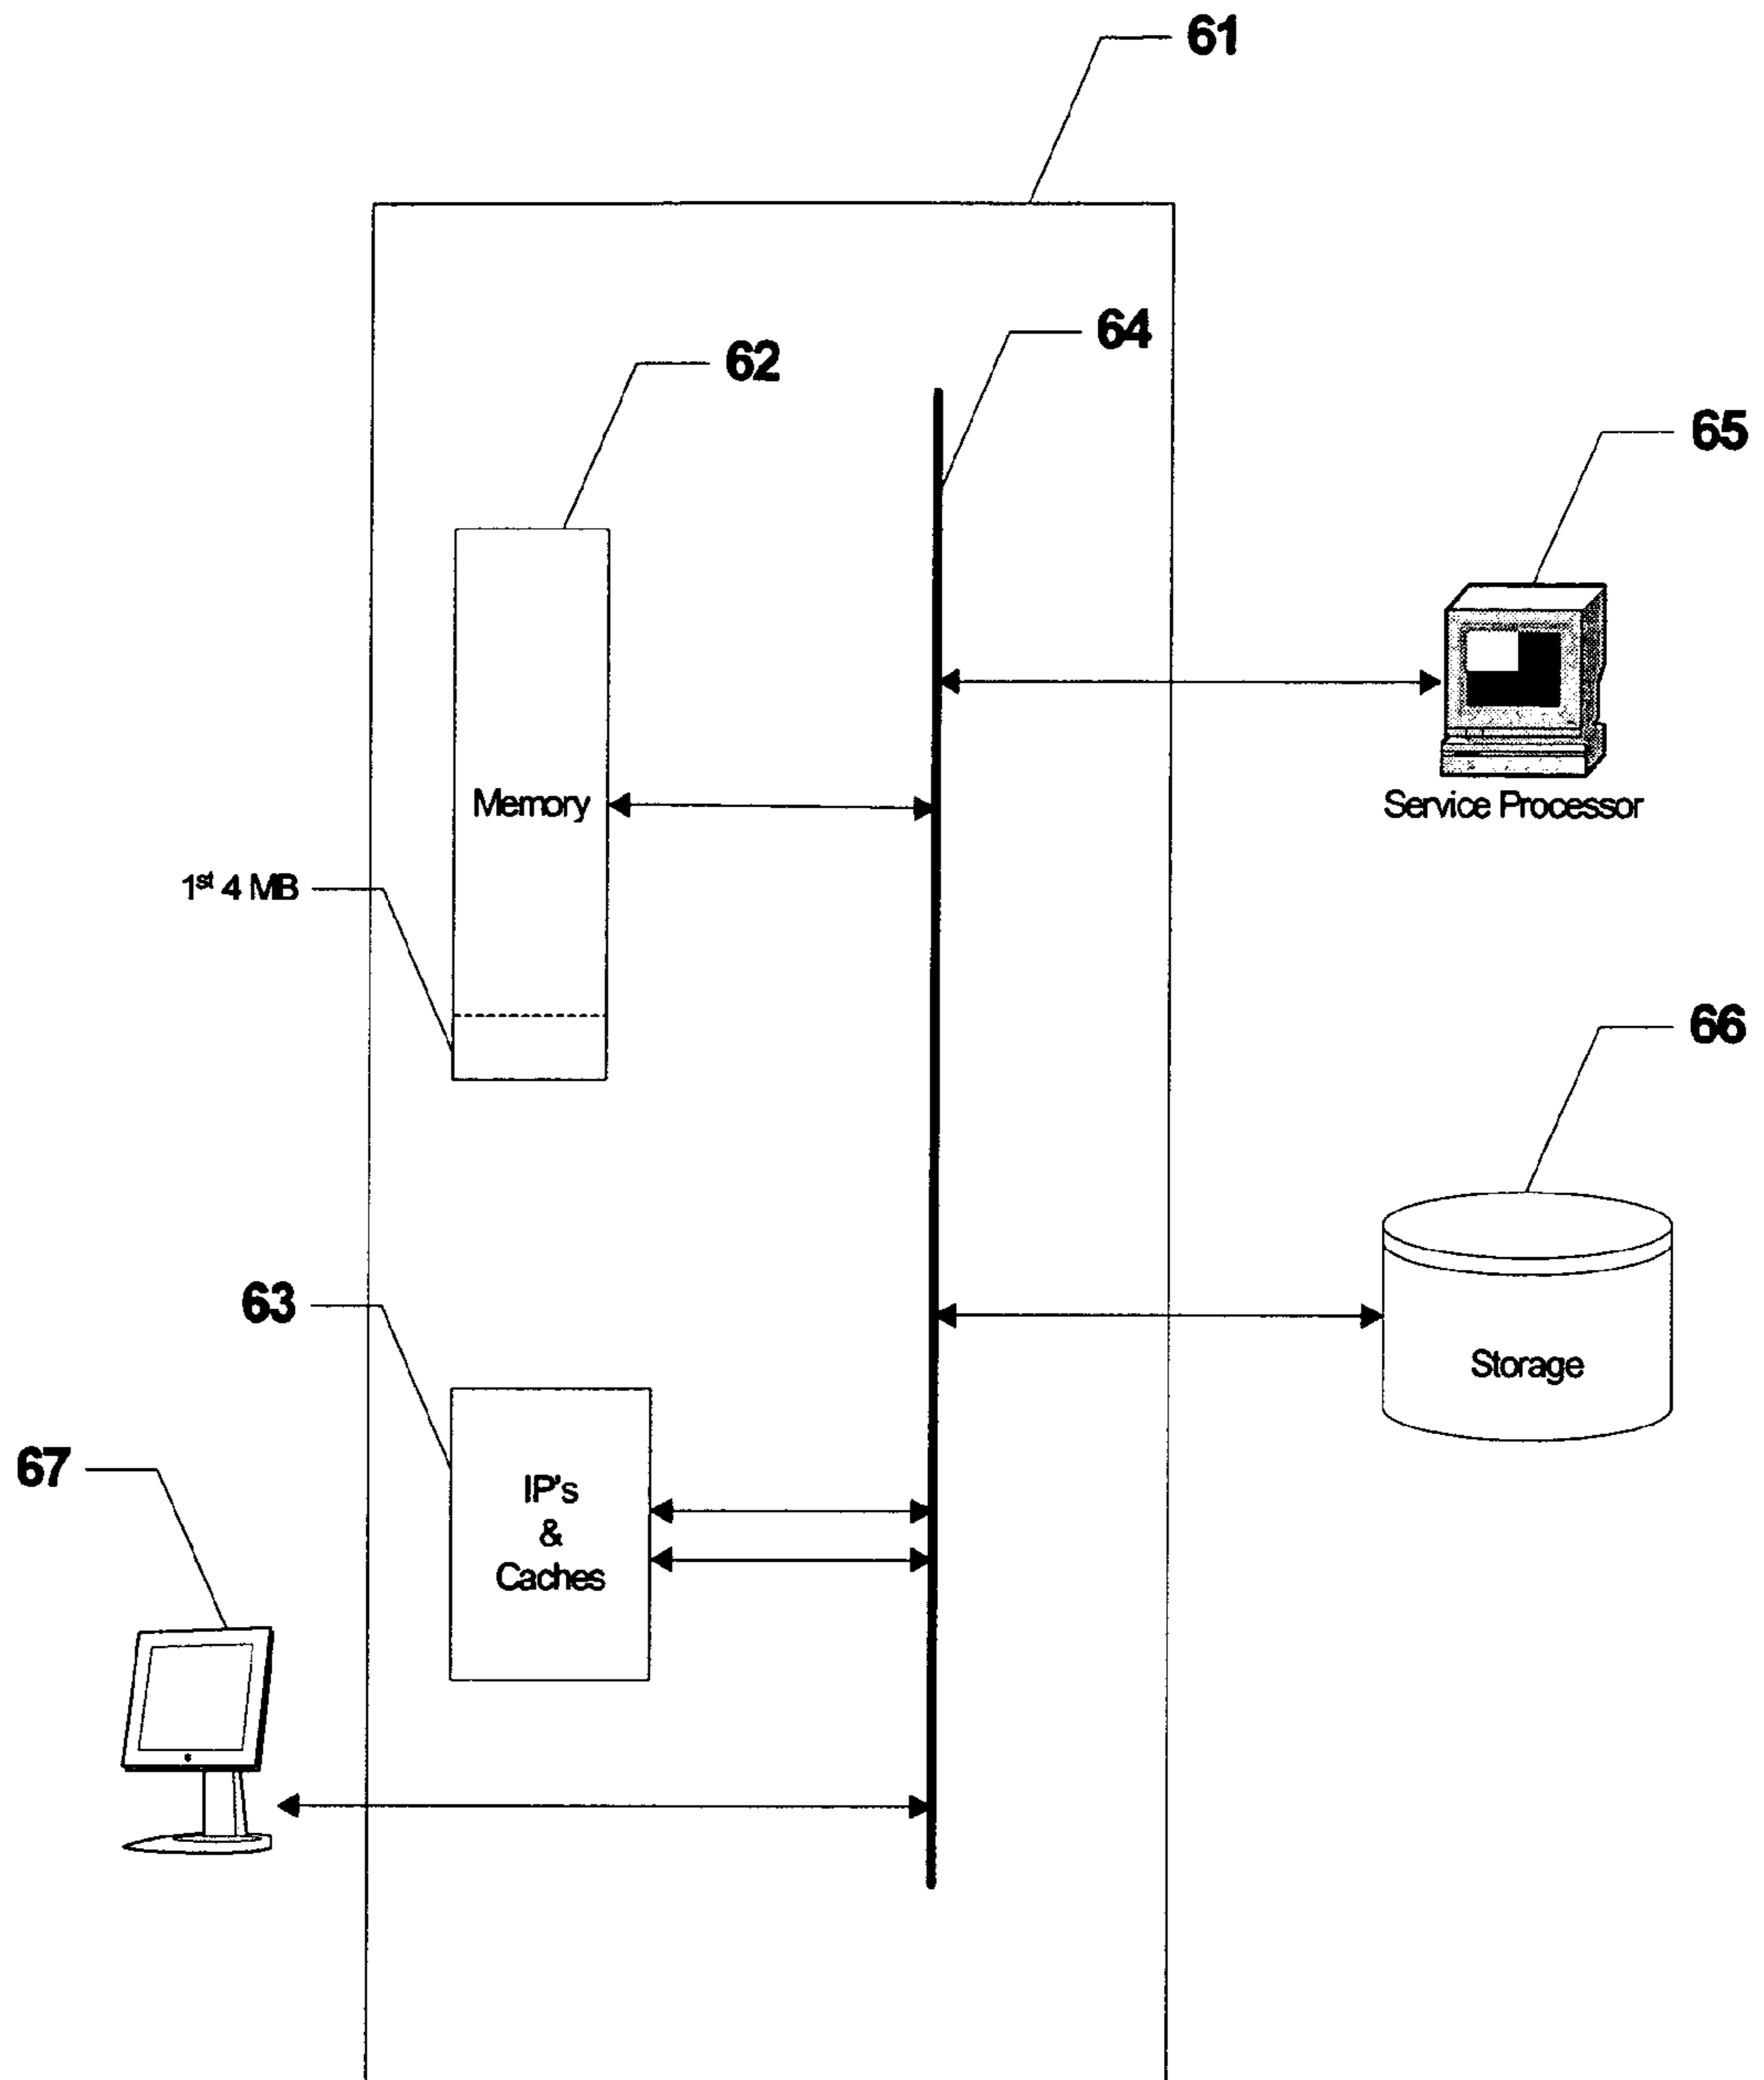 61
64
62
65
Memory
Service Processor
1st 4 MB
66
63
Storage
67
IP's
&
Caches